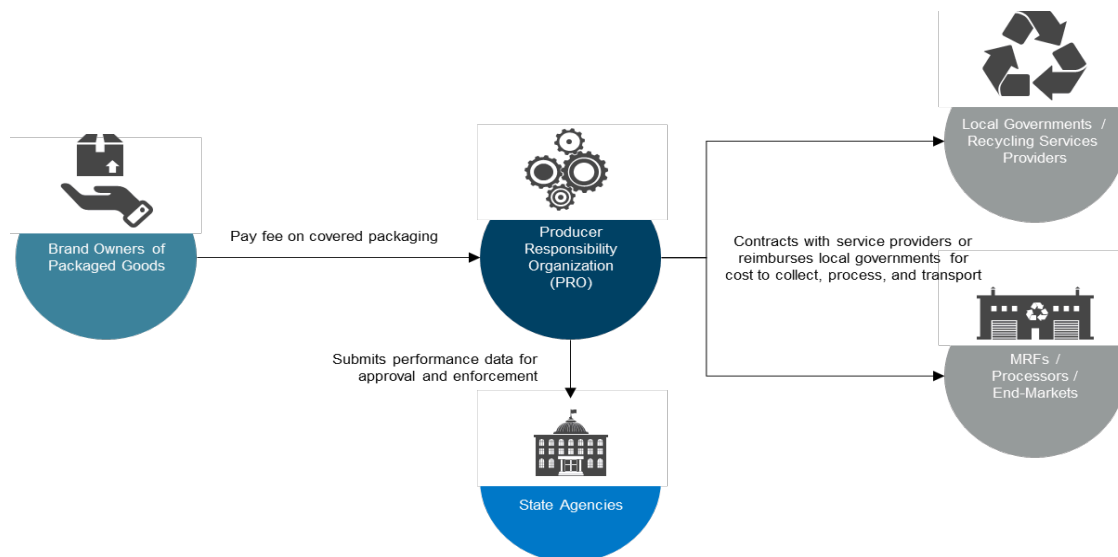 Local Governments /
Recycling Services
Providers
Brand Owners of
Packaged Goods
Pay fee on covered packaging
Producer
Responsibility
Organization
(PRO)
Contracts with service providers or
reimburses local governments for
cost to collect, process, and transport
Submits performance data for
approval and enforcement
MRFs /
Processors /
End-Markets
State Agencies